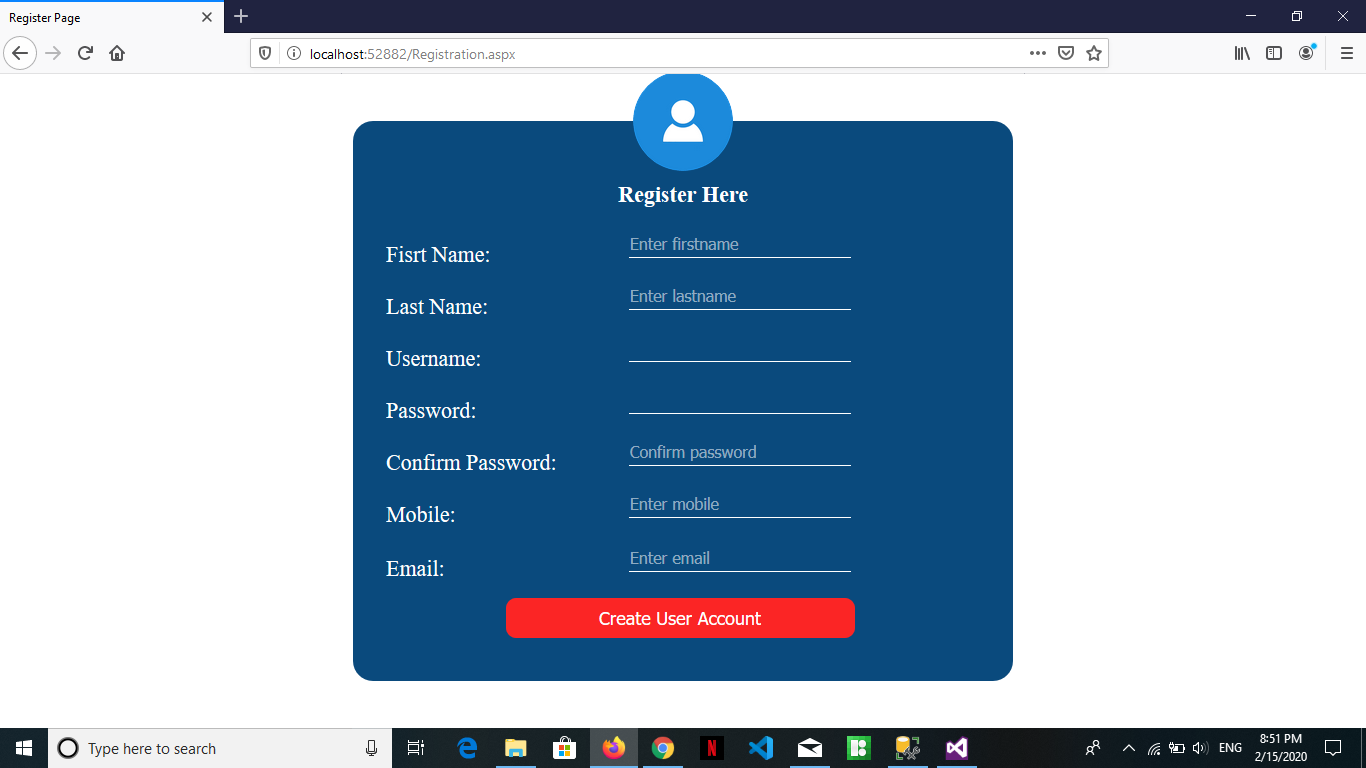 Register Page
localhost:52882/Registration.aspx
Register Here
Fisrt Name: Enter firstname
Last Name: Enter lastname
Username:
Password:
Confirm Password: Confirm password
Mobile: Enter mobile
Email: Enter email
Create User Account
Type here to search
N
ENG
8:51 PM
2/15/2020